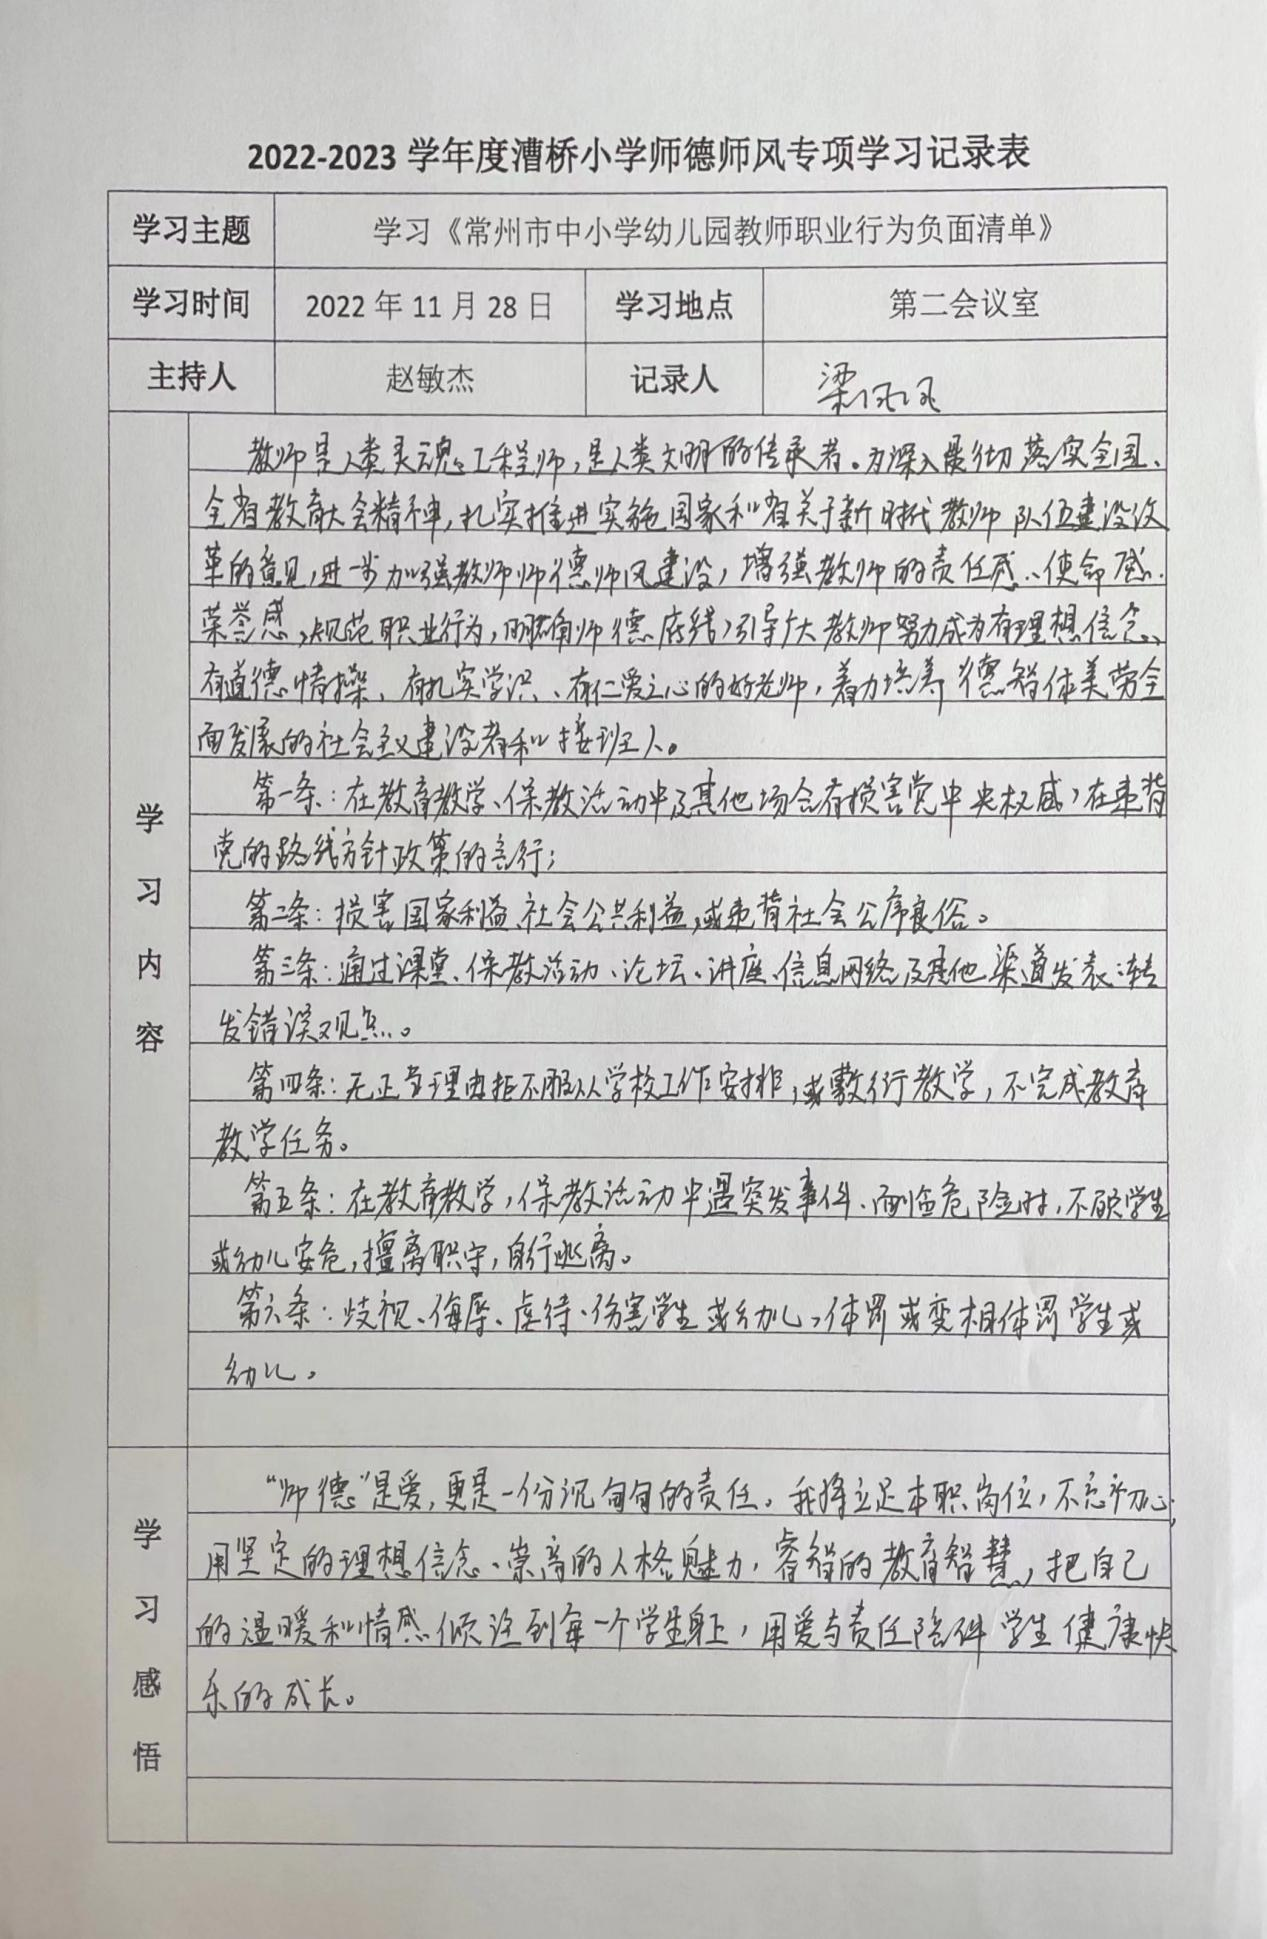 2022-2023 学年度漕桥小学师德师风专项学习记录表
学习主题 学习《常州市中小学幼儿园教师职业行为负面清单》
学习时间 2022 年 11 月 28 日 学习地点 第二会议室
主持人 赵敏杰 记录人 梁风风
学习内容
教师是人类灵魂工程师，是人类文明的传承者。为深入贯彻落实全国、
全省教育大会精神，扎实推进实施国家和省关于新时代教师队伍建设改
革的意见，进一步加强教师师德师风建设，增强教师的责任感、使命感、
荣誉感，规范职业行为，明确师德底线，引导广大教师努力成为有理想信念、
有道德情操、有扎实学识、有仁爱之心的好老师，着力培养德智体美劳全
面发展的社会主义建设者和接班人。
第一条：在教育教学、保教活动中及其他场合有损害党中央权威，在违背
党的路线方针政策的言行；
第二条：损害国家利益、社会公共利益，或违背社会公序良俗。
第三条：通过课堂、保教活动、论坛、讲座、信息网络及其他渠道发表、转
发错误观点。
第四条：无正当理由拒不服从学校工作安排，或敷衍教学，不完成教育
教学任务。
第五条：在教育教学，保教活动中遇突发事件、面临危险时，不顾学生
或幼儿安危，擅离职守，自行逃离。
第六条：歧视、侮辱、虐待、伤害学生或幼儿，体罚或变相体罚学生或
幼儿。
学习感悟
“师德”是爱，更是一份沉甸甸的责任。我将立足本职岗位，不忘初心，
用坚定的理想信念、崇高的人格魅力，睿智的教育智慧，把自己
的温暖和情感倾注到每一个学生身上，用爱与责任陪伴学生健康快
乐的成长。